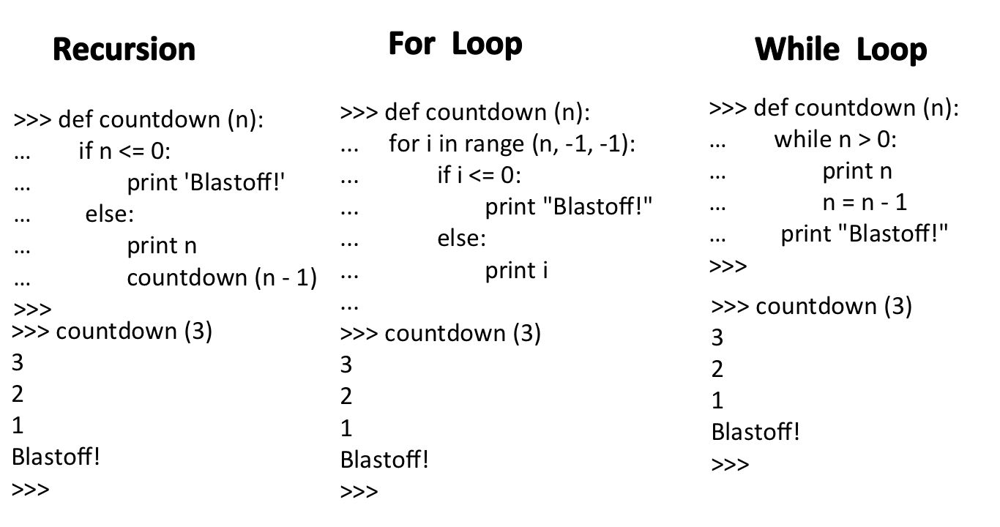 Recursion
>>> def countdown (n):
... if n <= 0:
... print 'Blastoff!'
... else:
... print n
... countdown (n - 1)
>>>
>>> countdown (3)
3
2
1
Blastoff!
>>>
For Loop
>>> def countdown (n):
... for i in range (n, -1, -1):
... if i <= 0:
... print "Blastoff!"
... else:
... print i
...
>>> countdown (3)
3
2
1
Blastoff!
>>>
While Loop
>>> def countdown (n):
... while n > 0:
... print n
... n = n - 1
... print "Blastoff!"
>>>
>>> countdown (3)
3
2
1
Blastoff!
>>>